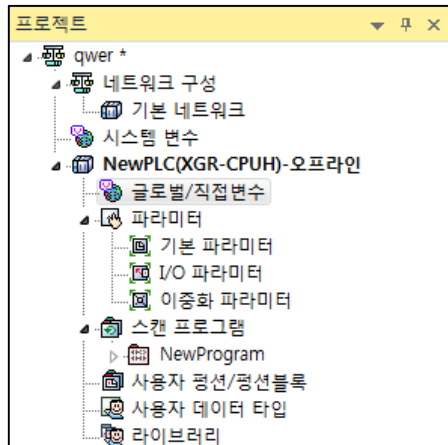 프로젝트
qwer *
네트워크 구성
기본 네트워크
시스템 변수
NewPLC(XGR-CPUH)-오프라인
글로벌/직접변수
파라미터
기본 파라미터
I/O 파라미터
이중화 파라미터
스캔 프로그램
NewProgram
사용자 펑션/펑션블록
사용자 데이터 타입
라이브러리